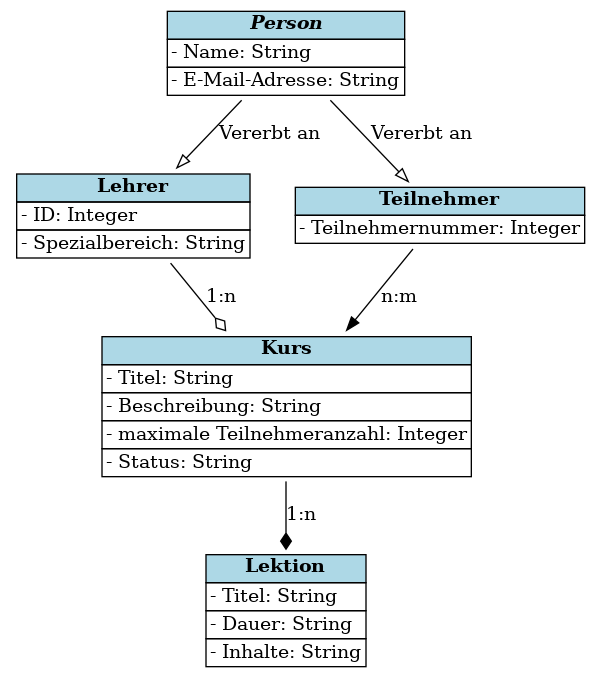 Person
- Name: String
- E-Mail-Adresse: String
Vererbt an
Vererbt an
Lehrer
- ID: Integer
- Spezialbereich: String
Teilnehmer
- Teilnehmernummer: Integer
1:n
n:m
Kurs
- Titel: String
- Beschreibung: String
- maximale Teilnehmeranzahl: Integer
- Status: String
1:n
Lektion
- Titel: String
- Dauer: String
- Inhalte: String